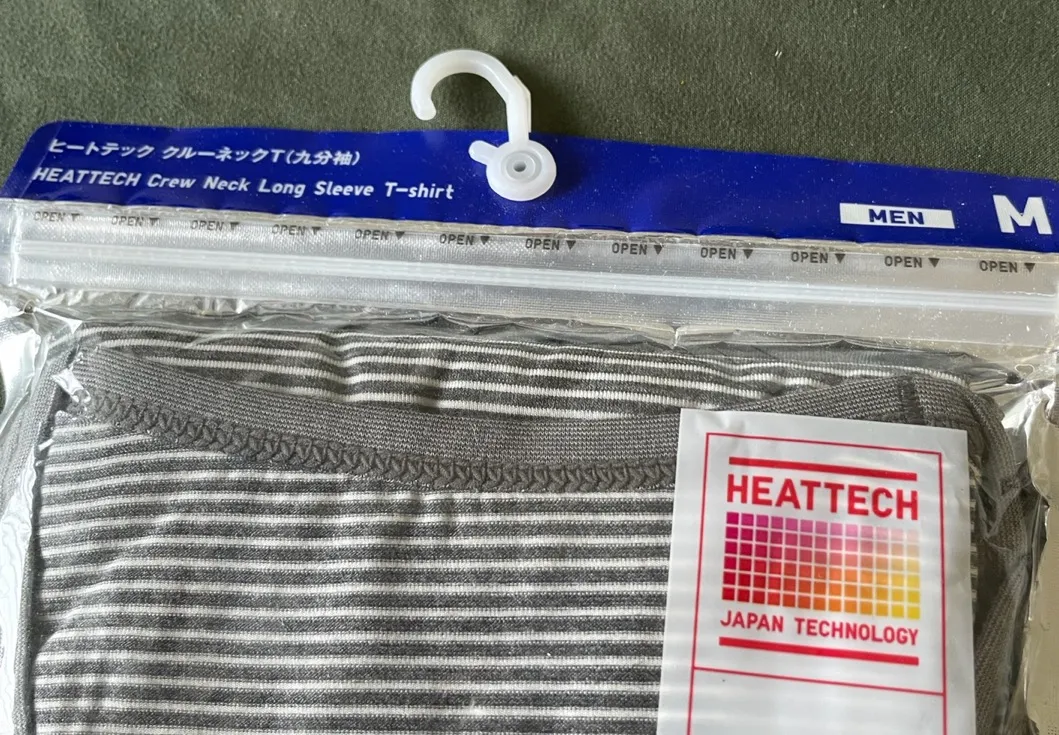 ヒートテック クルーネックT(九分袖)
HEATTECH Crew Neck Long Sleeve T-shirt
MEN
M
OPEN▼ OPEN▼ OPEN▼ OPEN▼ OPEN▼ OPEN▼ OPEN▼ OPEN▼ OPEN▼ OPEN▼ OPEN▼ OPEN▼
HEATTECH
JAPAN TECHNOLOGY